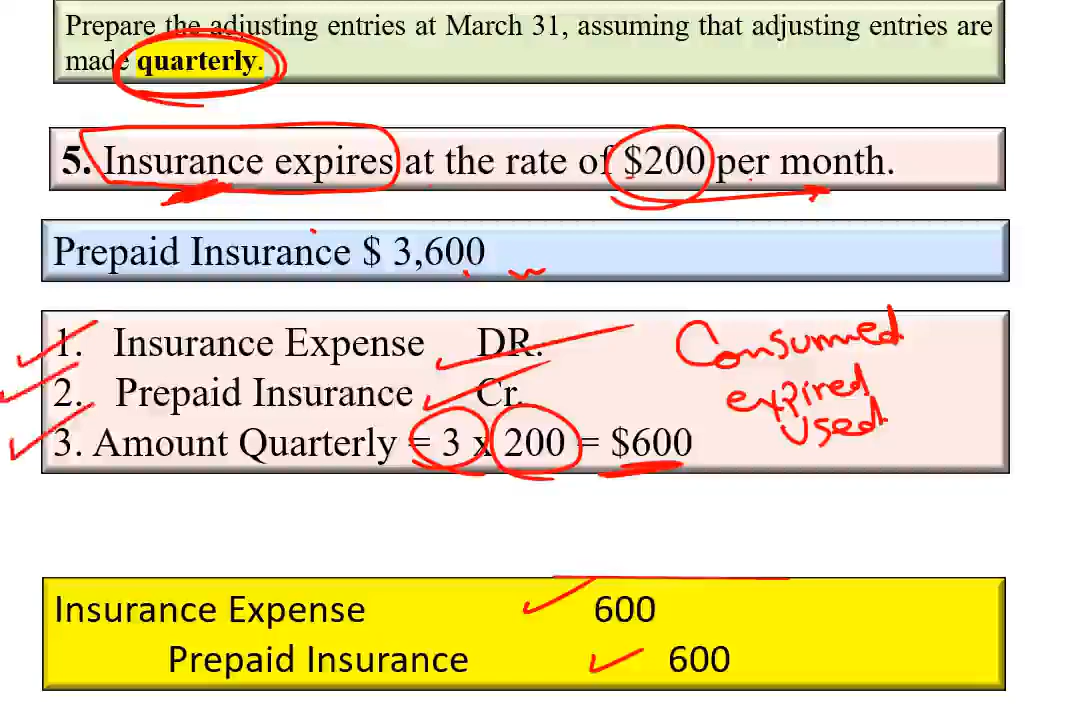 Prepare the adjusting entries at March 31, assuming that adjusting entries are
made quarterly.
5. Insurance expires at the rate of $200 per month.
Prepaid Insurance $ 3,600
1. Insurance Expense DR.
2. Prepaid Insurance Cr.
3. Amount Quarterly = 3 x 200 = $600
Consumed
expired
used
Insurance Expense 600
Prepaid Insurance 600